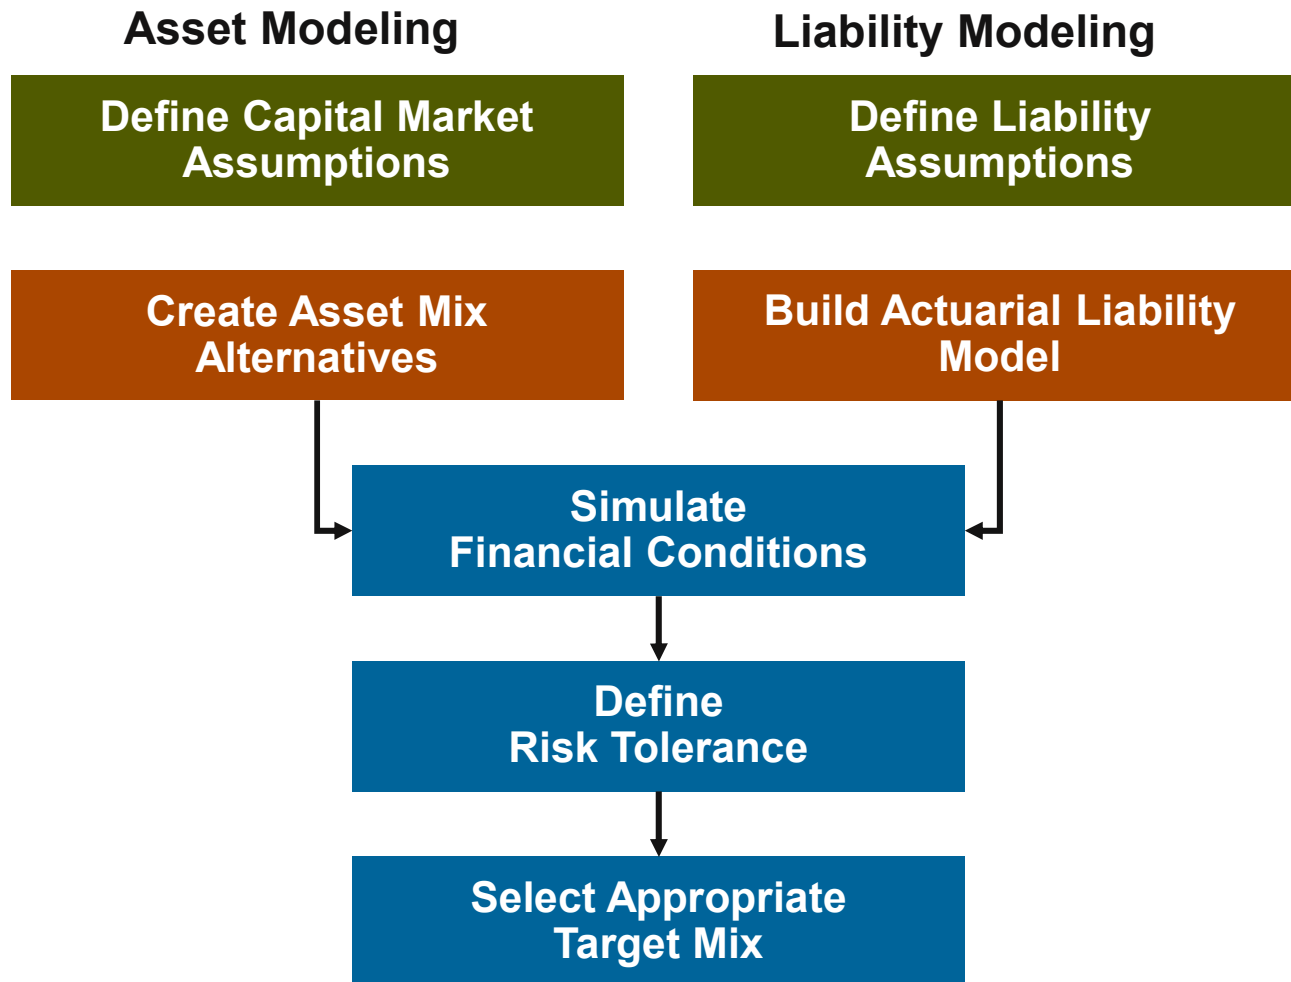 Asset Modeling
Liability Modeling
Define Capital Market
Assumptions
Define Liability
Assumptions
Create Asset Mix
Alternatives
Build Actuarial Liability
Model
Simulate
Financial Conditions
Define
Risk Tolerance
Select Appropriate
Target Mix